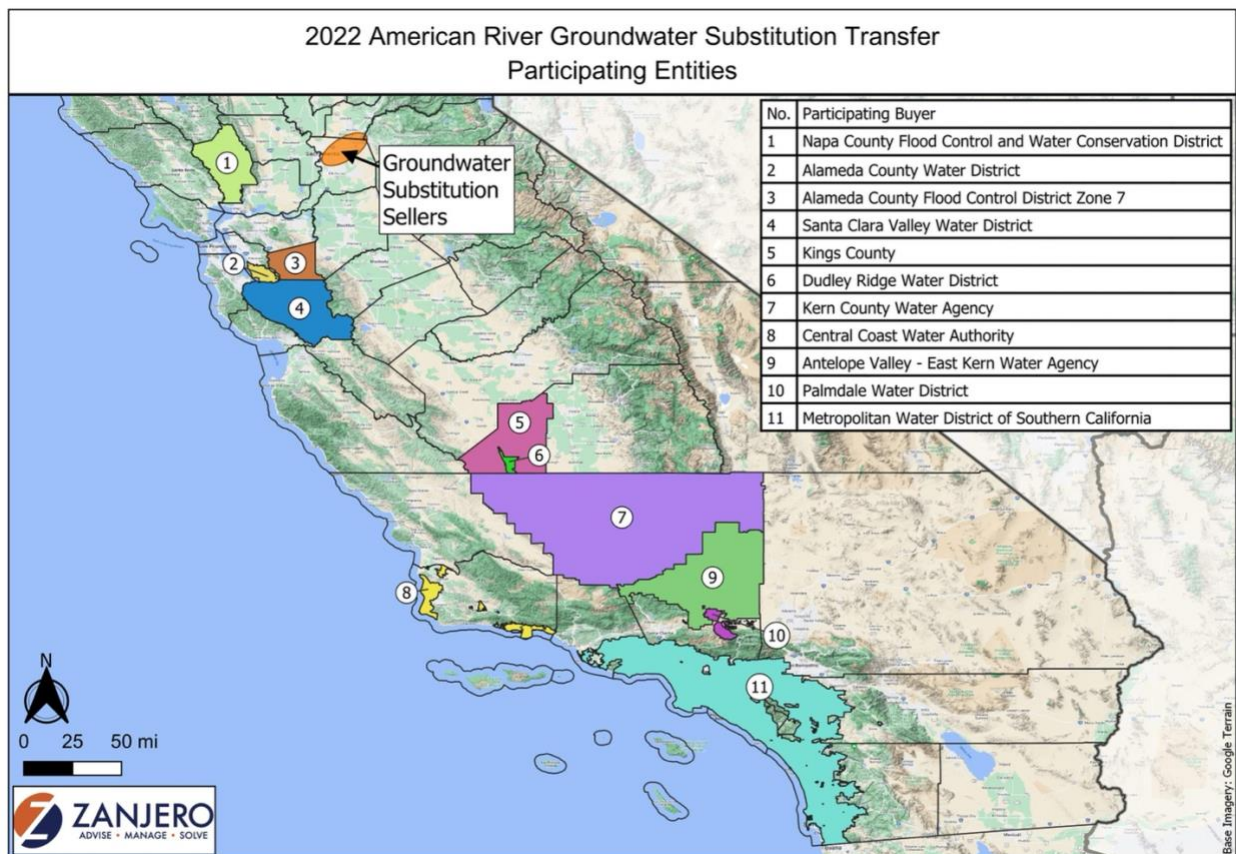 2022 American River Groundwater Substitution Transfer
Participating Entities
No. Participating Buyer
1 Napa County Flood Control and Water Conservation District
2 Alameda County Water District
3 Alameda County Flood Control District Zone 7
4 Santa Clara Valley Water District
5 Kings County
6 Dudley Ridge Water District
7 Kern County Water Agency
8 Central Coast Water Authority
9 Antelope Valley - East Kern Water Agency
10 Palmdale Water District
11 Metropolitan Water District of Southern California
Groundwater
Substitution
Sellers
1
2
3
4
5
6
7
8
9
10
11
N
0 25 50 mi
ZANJERO
ADVISE • MANAGE • SOLVE
Base Imagery: Google Terrain